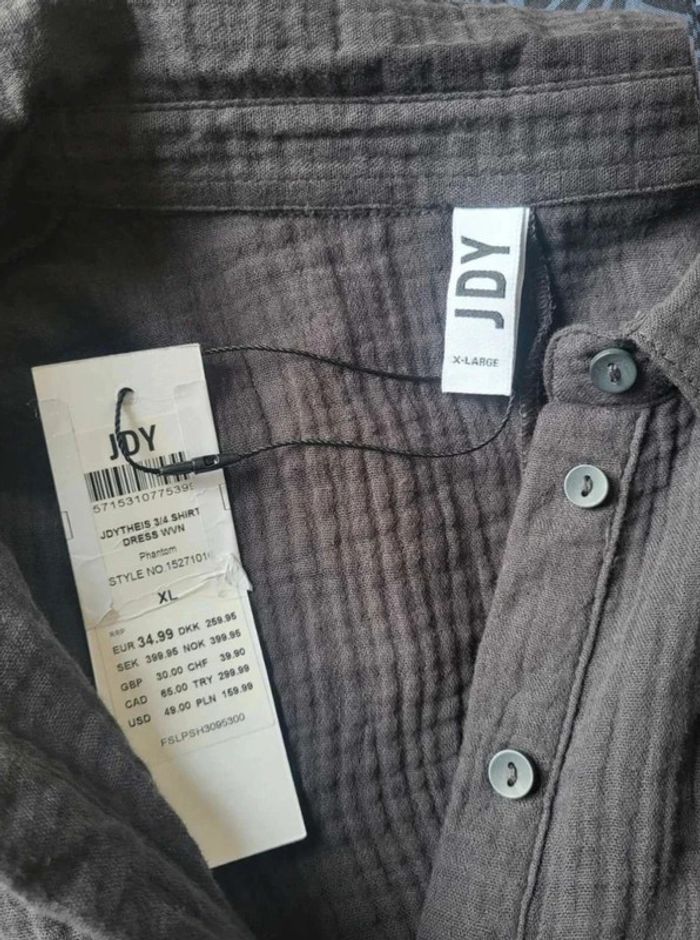 JDY
X-LARGE
JDY
JDYTHEIS 3/4 SHIRT
DRESS WVN
Phantom
STYLE NO.
XL
RRP
EUR 34.99 DKK 259.95
SEK 399.95 NOK 399.95
GBP 30.00 CHF 39.90
CAD 65.00 TRY 299.99
USD 49.00 PLN 159.99
FSLPSH3095300